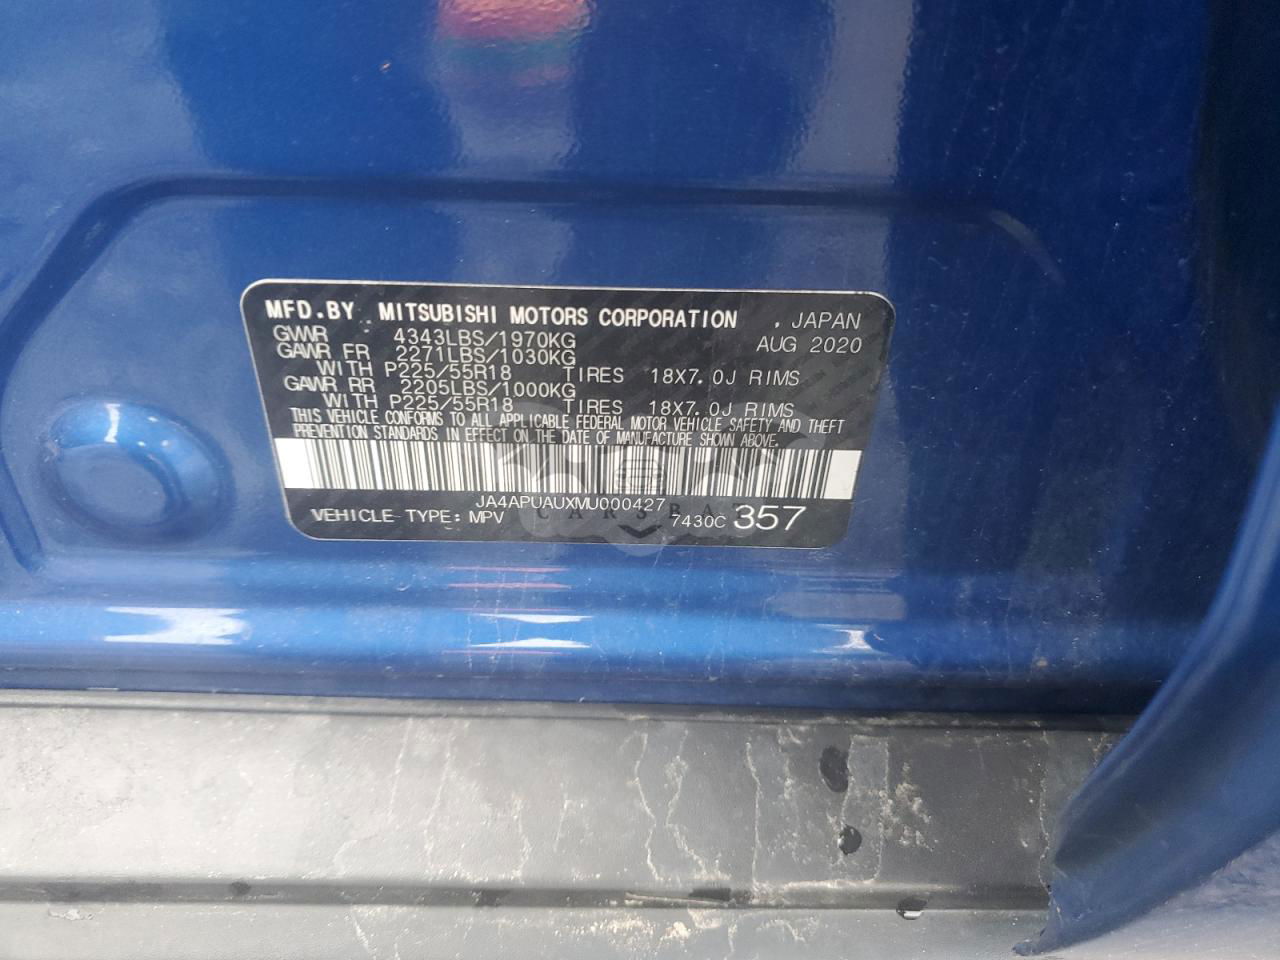 MFD.BY MITSUBISHI MOTORS CORPORATION , JAPAN
GWWR 4343LBS/1970KG AUG 2020
GAWR FR 2271LBS/1030KG
WITH P225/55R18 TIRES 18X7.0J RIMS
GAWR RR 2205LBS/1000KG
WITH P225/55R18 TIRES 18X7.0J RIMS
THIS VEHICLE CONFORMS TO ALL APPLICABLE FEDERAL MOTOR VEHICLE SAFETY AND THEFT
PREVENTION STANDARDS IN EFFECT ON THE DATE OF MANUFACTURE SHOWN ABOVE.
JA4APUAUXMU000427
VEHICLE TYPE: MPV 7430C 357